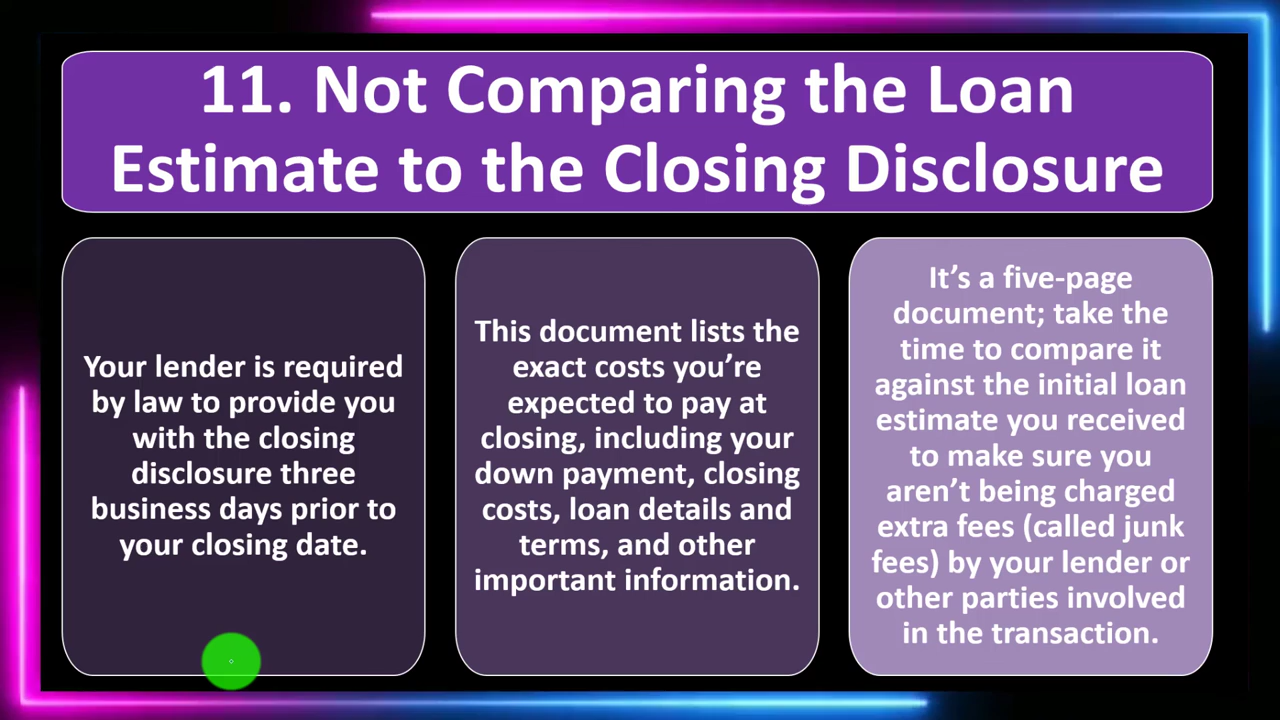 11. Not Comparing the Loan
Estimate to the Closing Disclosure
Your lender is required
by law to provide you
with the closing
disclosure three
business days prior to
your closing date.
This document lists the
exact costs you’re
expected to pay at
closing, including your
down payment, closing
costs, loan details and
terms, and other
important information.
It’s a five-page
document; take the
time to compare it
against the initial loan
estimate you received
to make sure you
aren’t being charged
extra fees (called junk
fees) by your lender or
other parties involved
in the transaction.